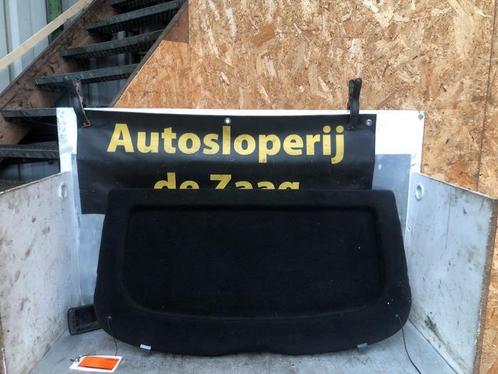 Autosloperij
de Zaag